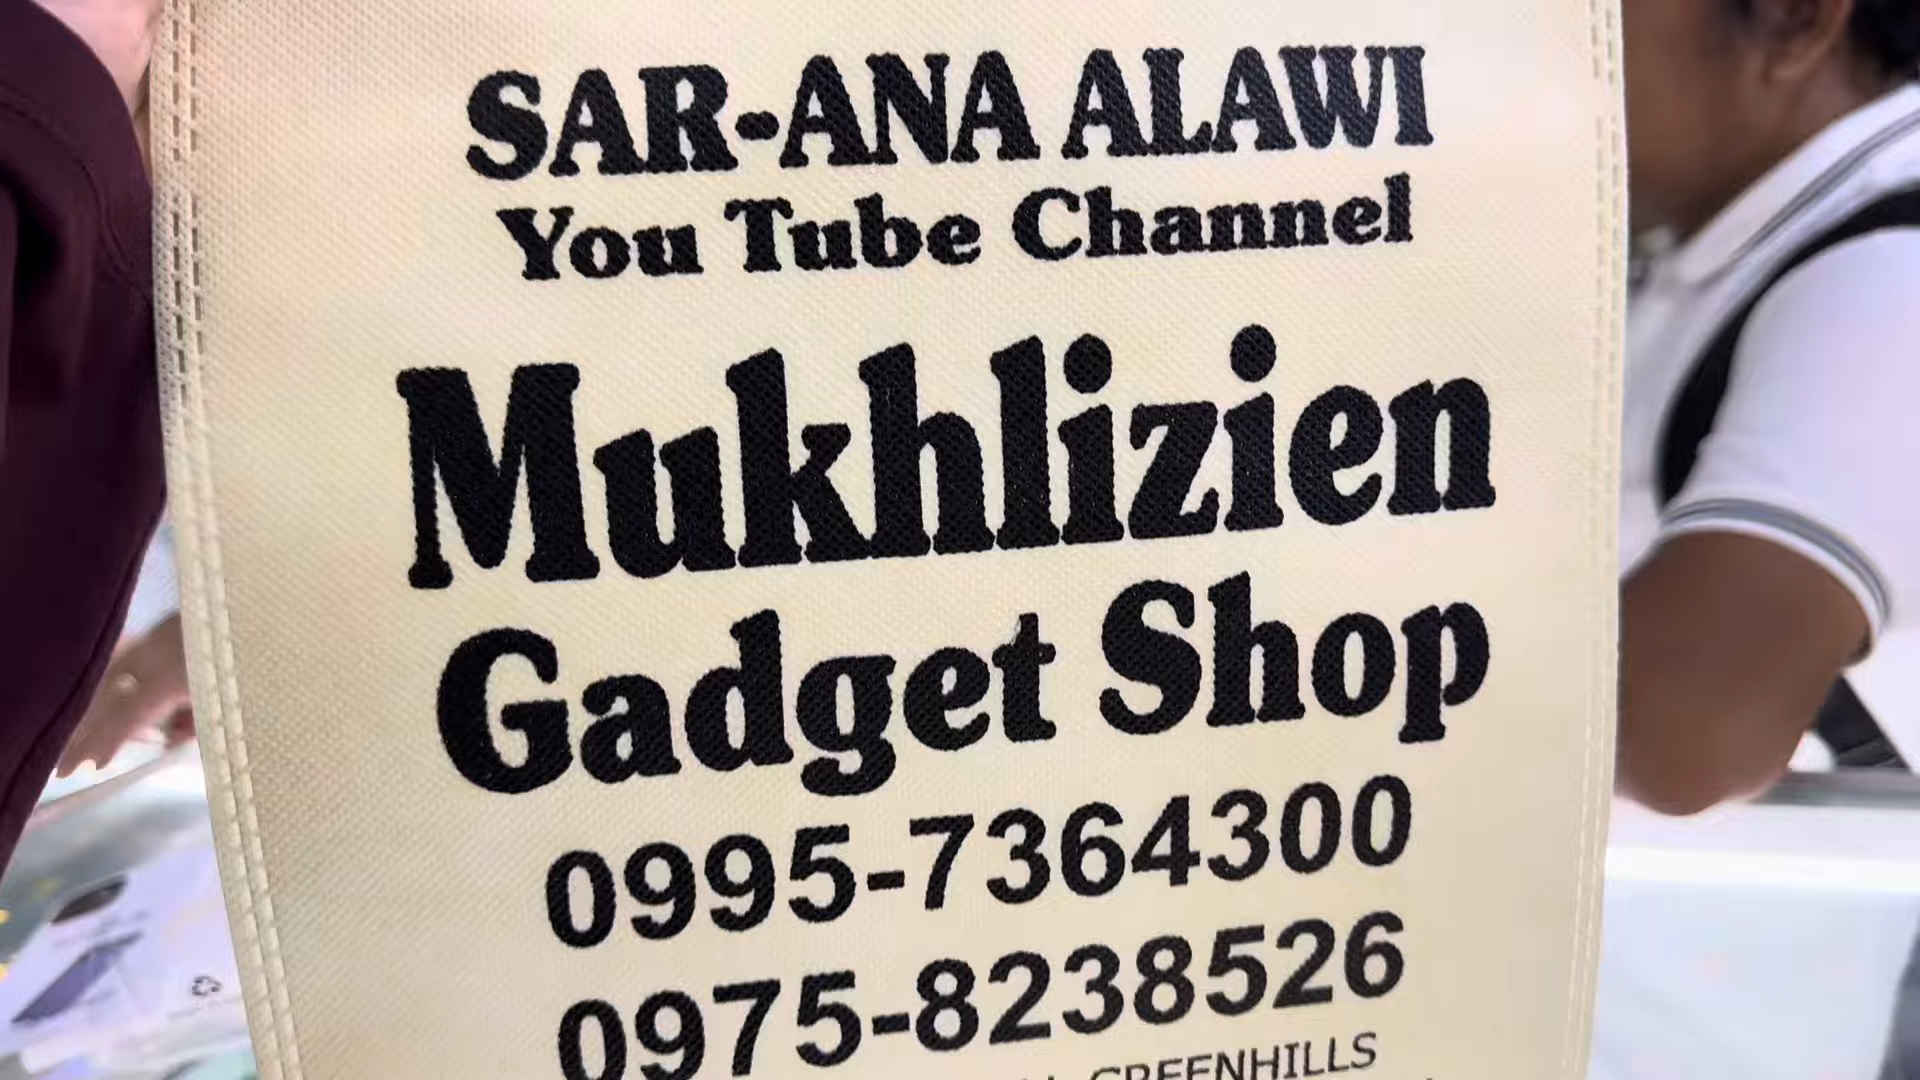 SAR-ANA ALAWI
You Tube Channel
Mukhlizien
Gadget Shop
0995-7364300
0975-8238526
GREENHILLS